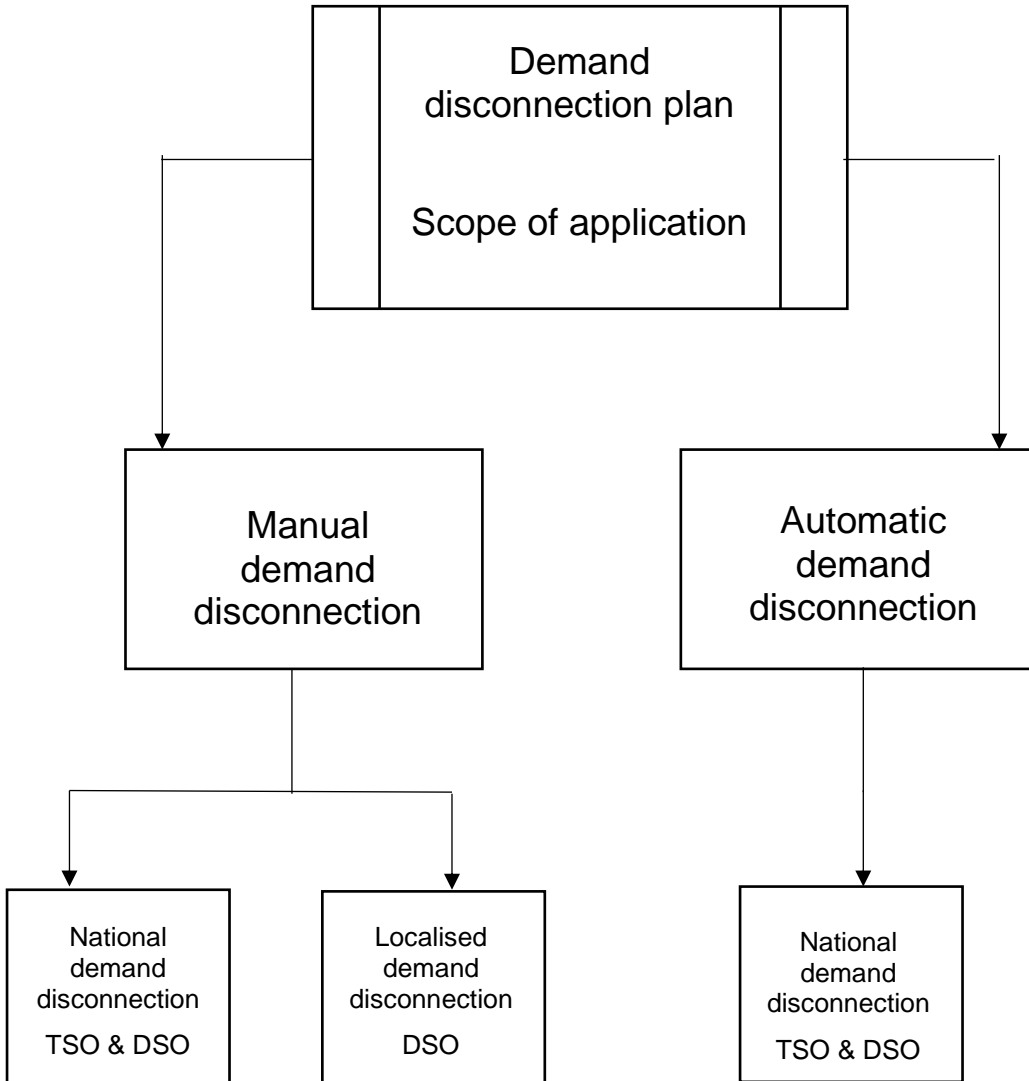 Demand
disconnection plan
Scope of application
Manual
demand
disconnection
Automatic
demand
disconnection
National
demand
disconnection
TSO & DSO
Localised
demand
disconnection
DSO
National
demand
disconnection
TSO & DSO